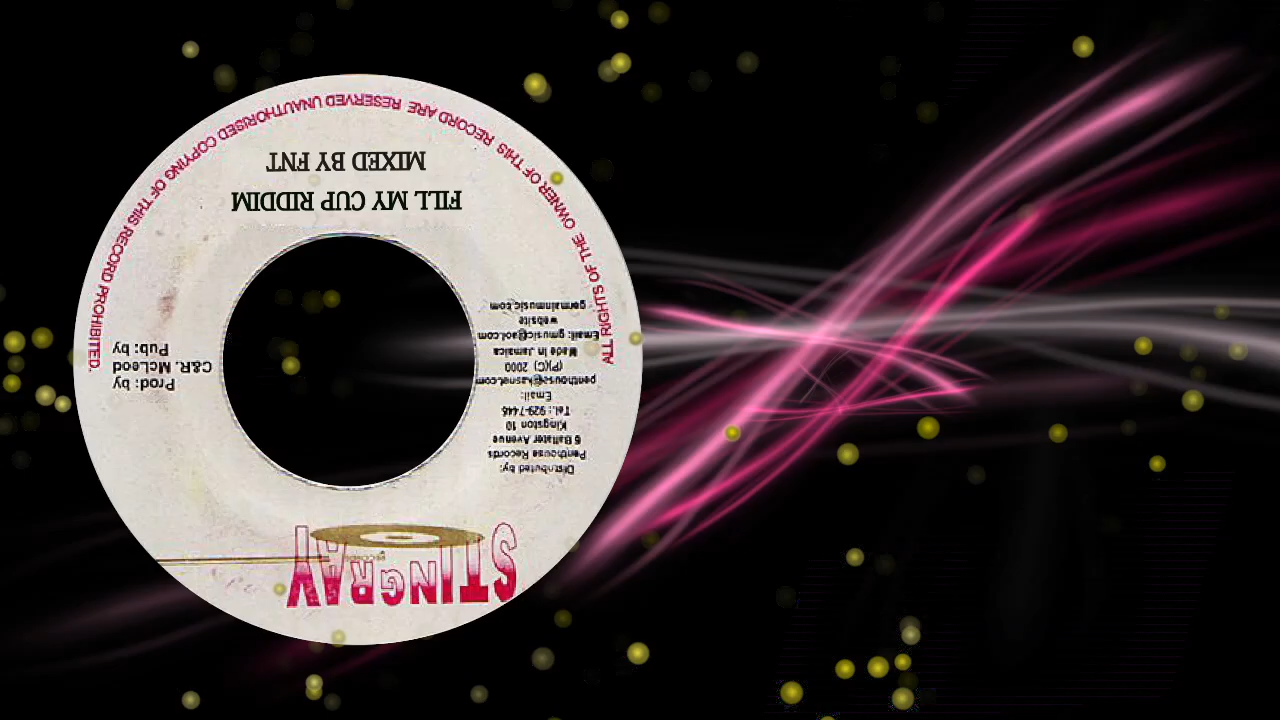 STINGRAY
records
Distributed by:
Penthouse Records
6 Ballater Avenue
Kingston 10
Tel.: 929-7446
Email:
penthouse@kasnet.com
(P)(C) 2000
Made In Jamaica
Email: gmusic@aol.com
website
germainmusic.com
Prod: by
C&R. McLeod
Pub: by
FILL MY CUP RIDDIM
MIXED BY FNT
ALL RIGHTS OF THE OWNER OF THIS RECORD ARE RESERVED UNAUTHORISED COPYING OF THIS RECORD PROHIBITED.